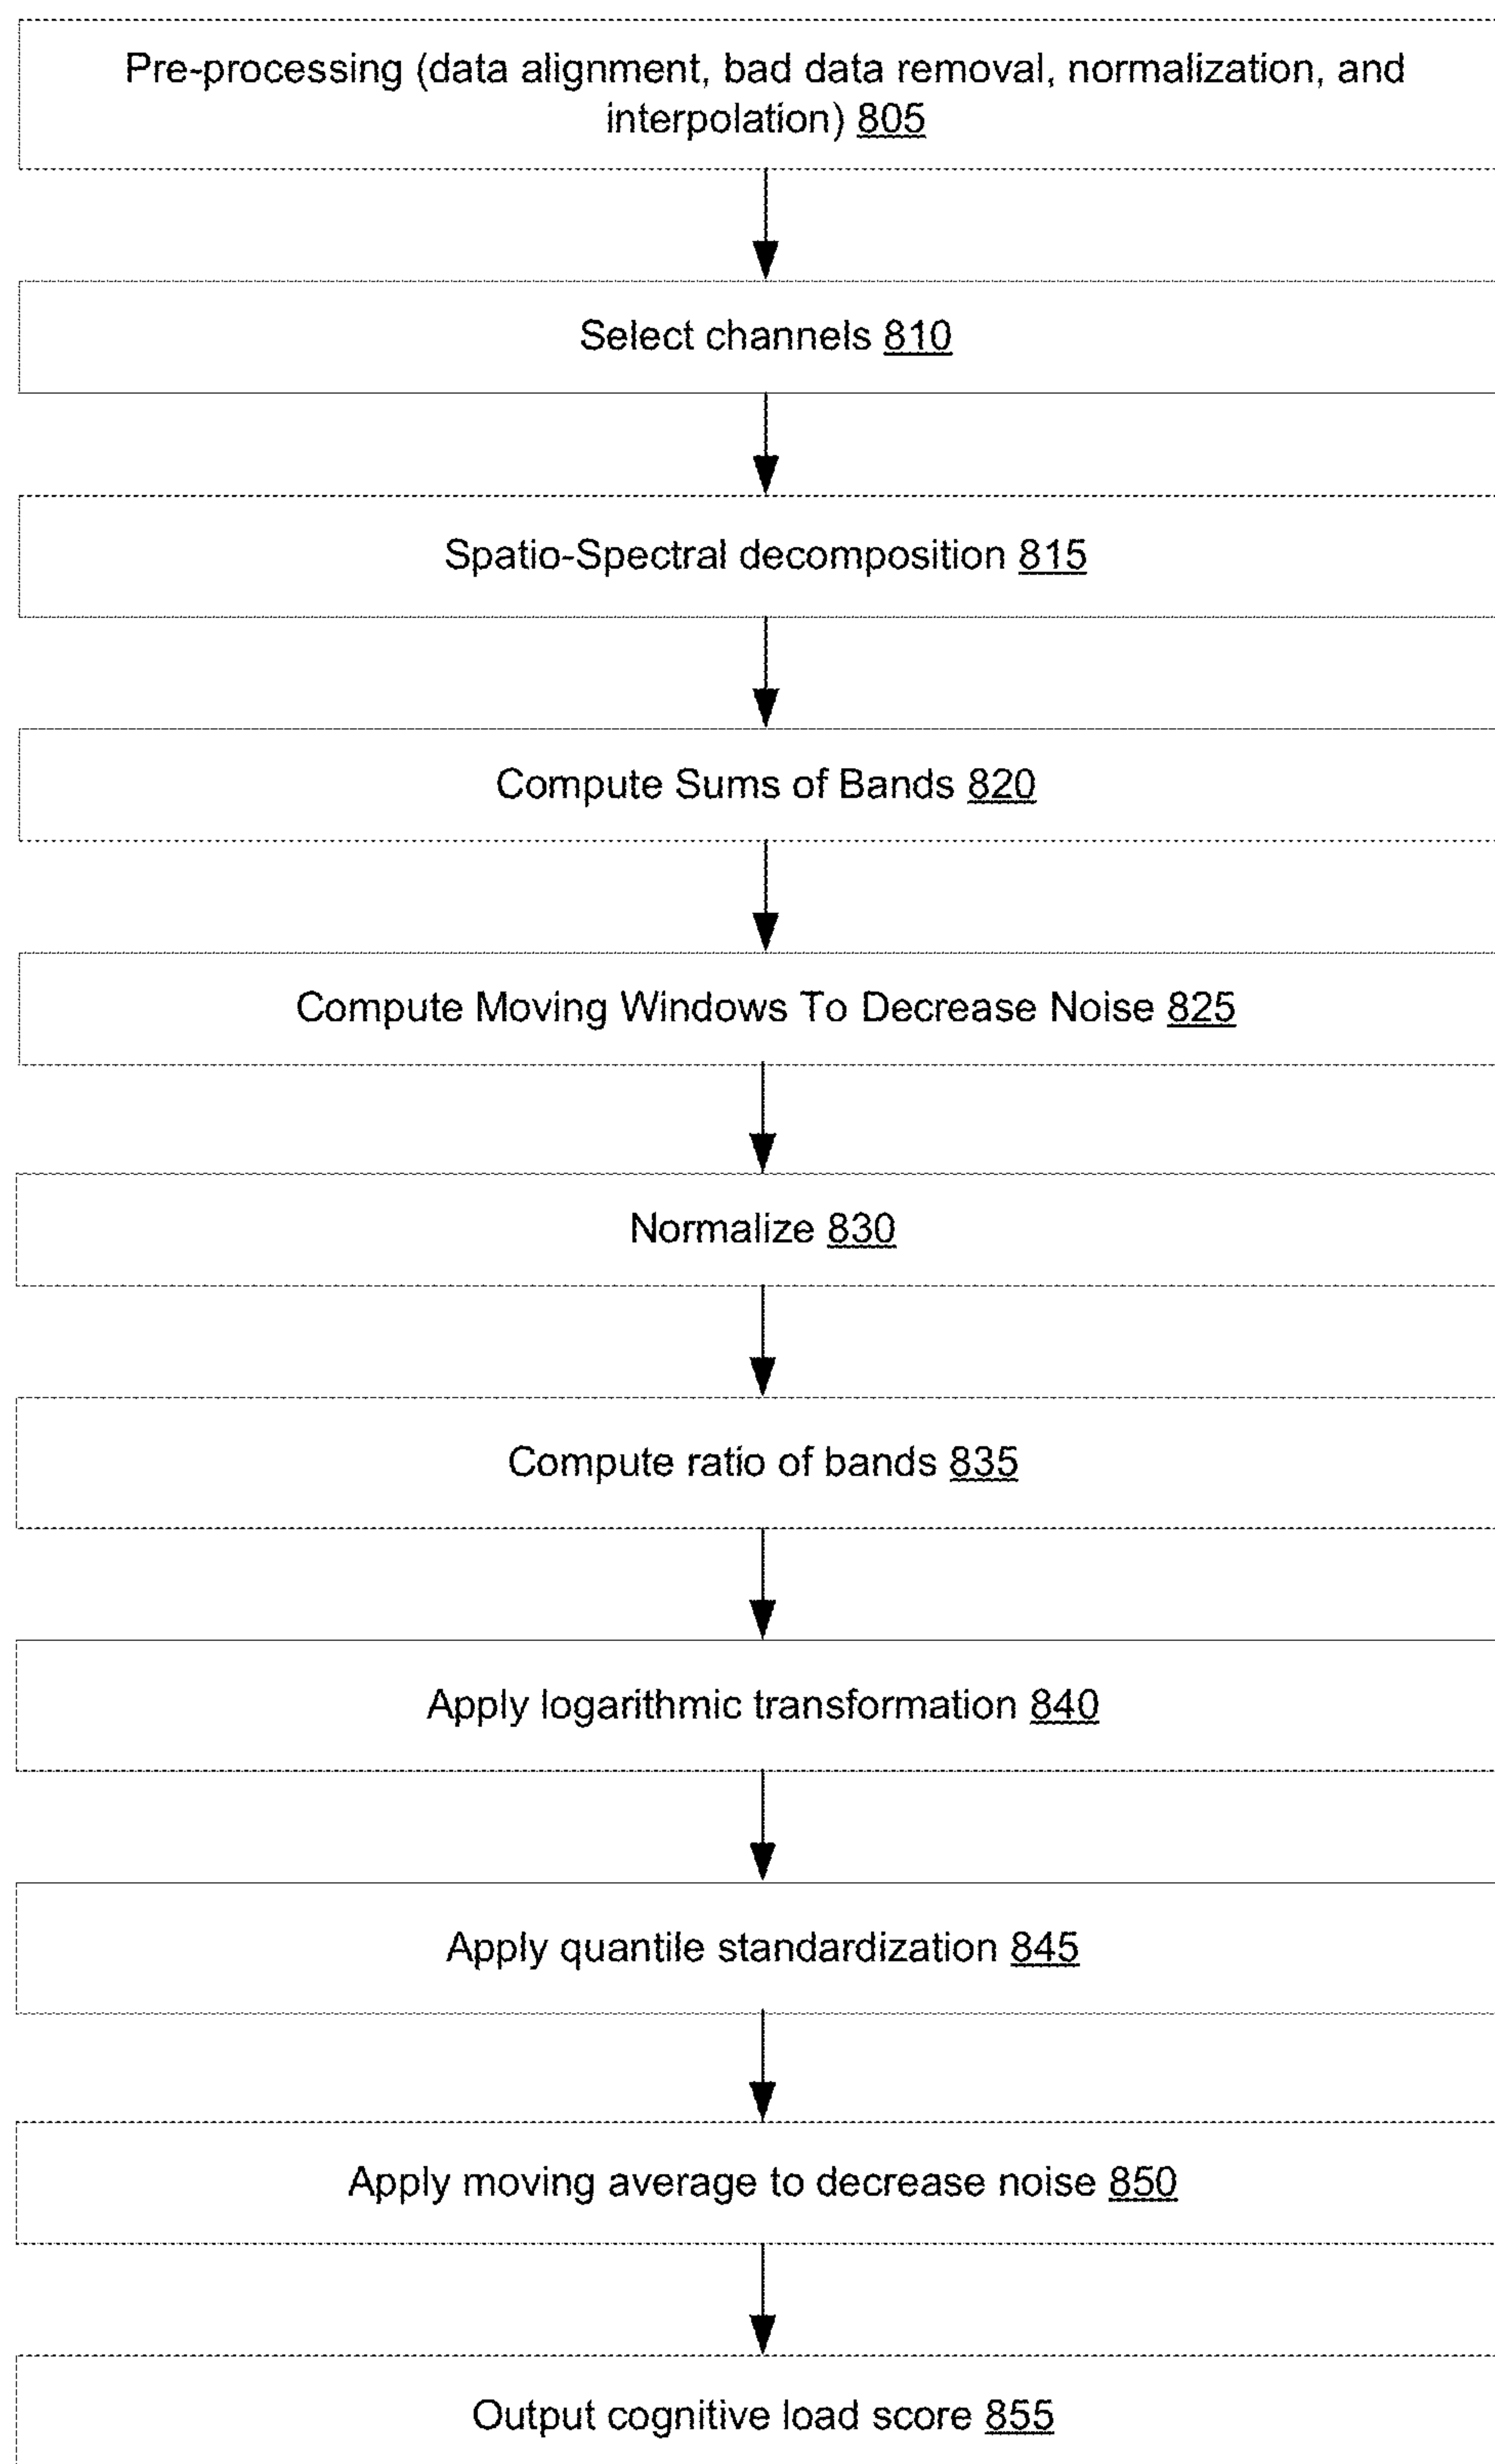 Pre-processing (data alignment, bad data removal, normalization, and
interpolation) 805
Select channels 810
Spatio-Spectral decomposition 815
Compute Sums of Bands 820
Compute Moving Windows To Decrease Noise 825
Normalize 830
Compute ratio of bands 835
Apply logarithmic transformation 840
Apply quantile standardization 845
Apply moving average to decrease noise 850
Output cognitive load score 855